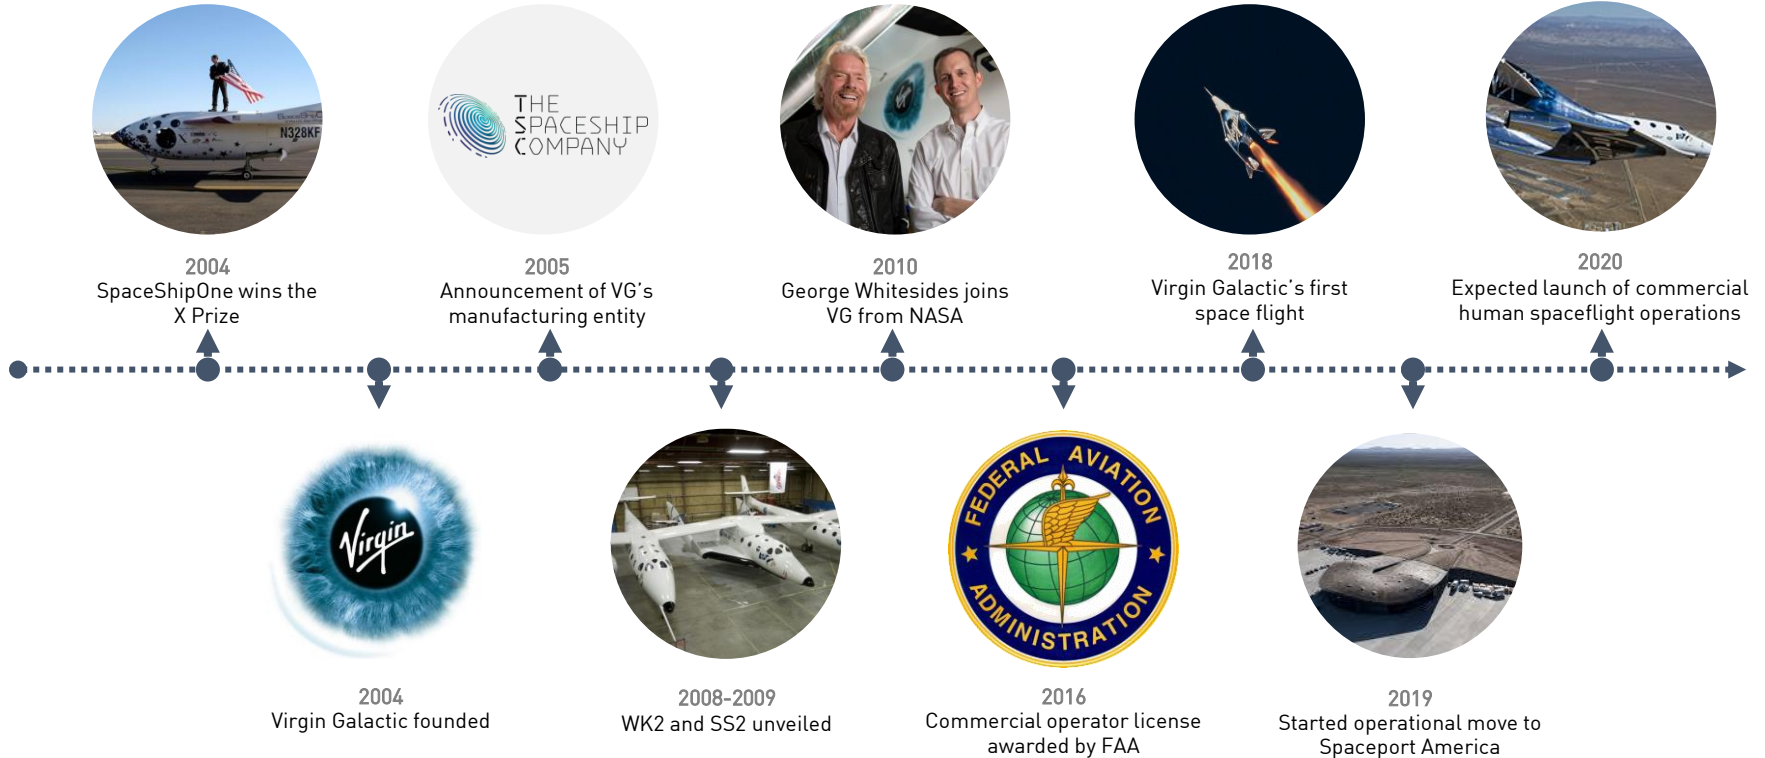 N328KF
THE
SPACESHIP
COMPANY
2004
SpaceShipOne wins the
X Prize
2005
Announcement of VG's
manufacturing entity
2010
George Whitesides joins
VG from NASA
2018
Virgin Galactic's first
space flight
2020
Expected launch of commercial
human spaceflight operations
Virgin
2004
Virgin Galactic founded
2008-2009
WK2 and SS2 unveiled
FEDERAL AVIATION
ADMINISTRATION
2016
Commercial operator license
awarded by FAA
2019
Started operational move to
Spaceport America